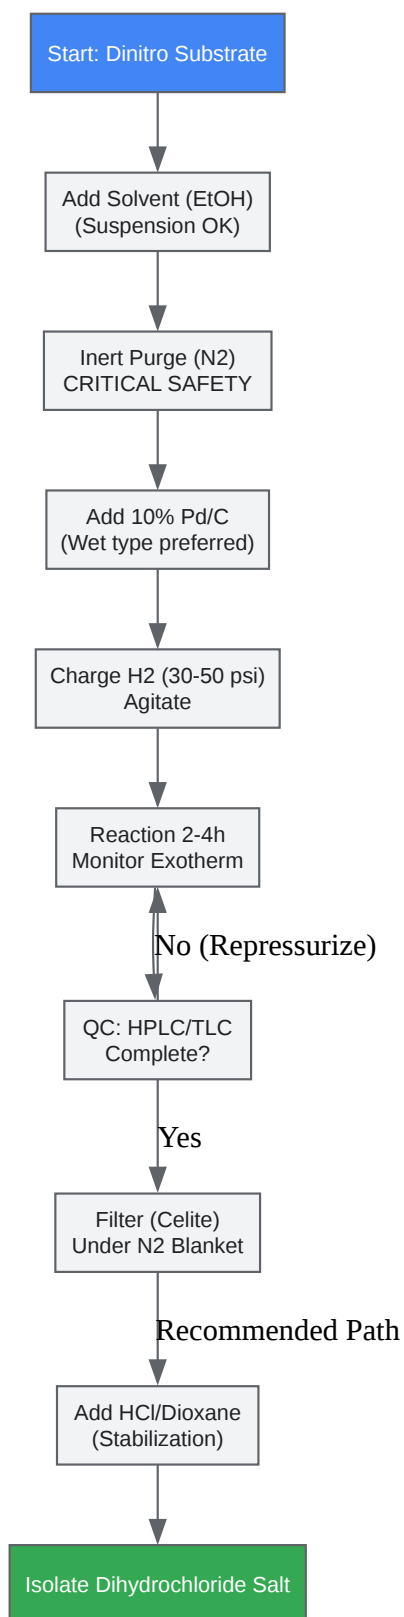 Start: Dinitro Substrate
Add Solvent (EtOH)
(Suspension OK)
Inert Purge (N2)
CRITICAL SAFETY
Add 10% Pd/C
(Wet type preferred)
Charge H2 (30-50 psi)
Agitate
Reaction 2-4h
Monitor Exotherm
No (Repressurize)
QC: HPLC/TLC
Complete?
Yes
Filter (Celite)
Under N2 Blanket
Recommended Path
Add HCl/Dioxane
(Stabilization)
Isolate Dihydrochloride Salt